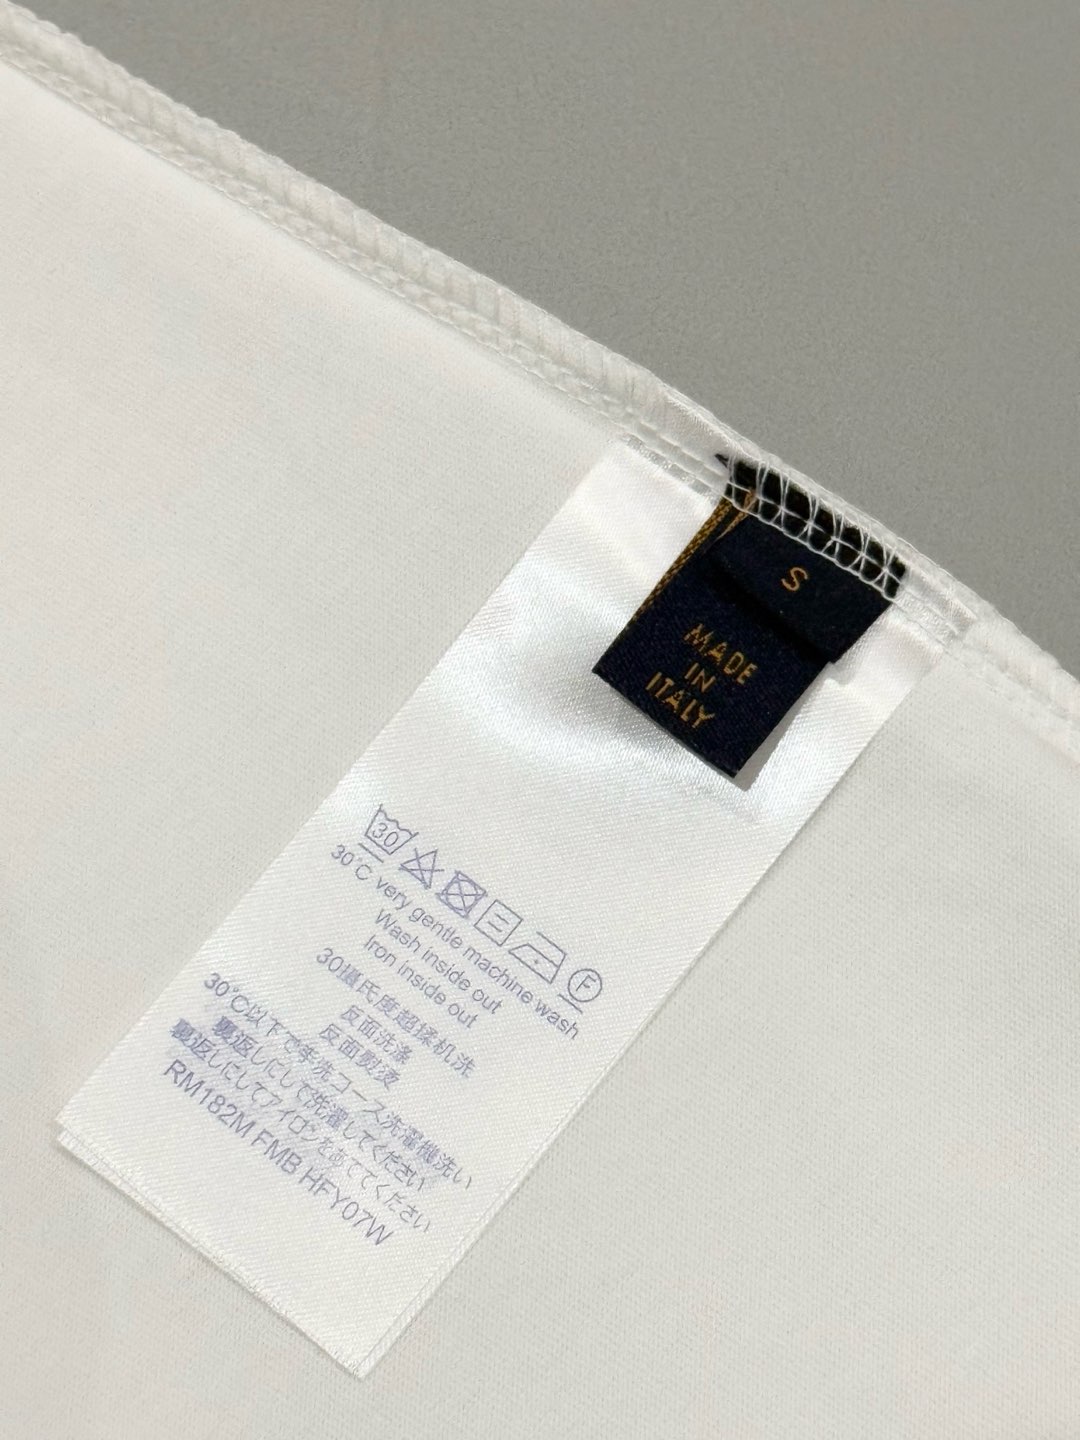 S
MADE
IN
ITALY
30
F
30°C very gentle machine wash
Wash inside out
Iron inside out
30攝氏度超揉机洗
反面洗滌
反面熨烫
30℃以下で手洗コース洗濯機洗い
裏返しにして洗濯してください
裏返しにしてアイロンをあててください
RM182M FMB HFY07W